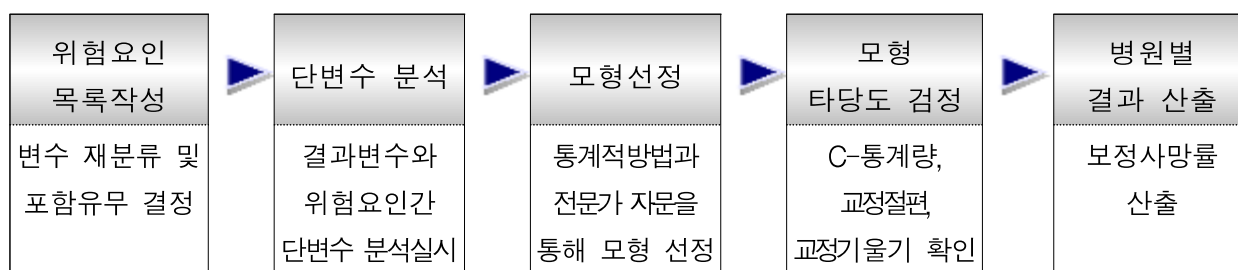 위험요인
목록작성
변수 재분류 및
포함유무 결정
단변수 분석
결과변수와
위험요인간
단변수 분석실시
모형선정
통계적방법과
전문가 자문을
통해 모형 선정
모형
타당도 검정
C-통계량,
교정절편,
교정기울기 확인
병원별
결과 산출
보정사망률
산출